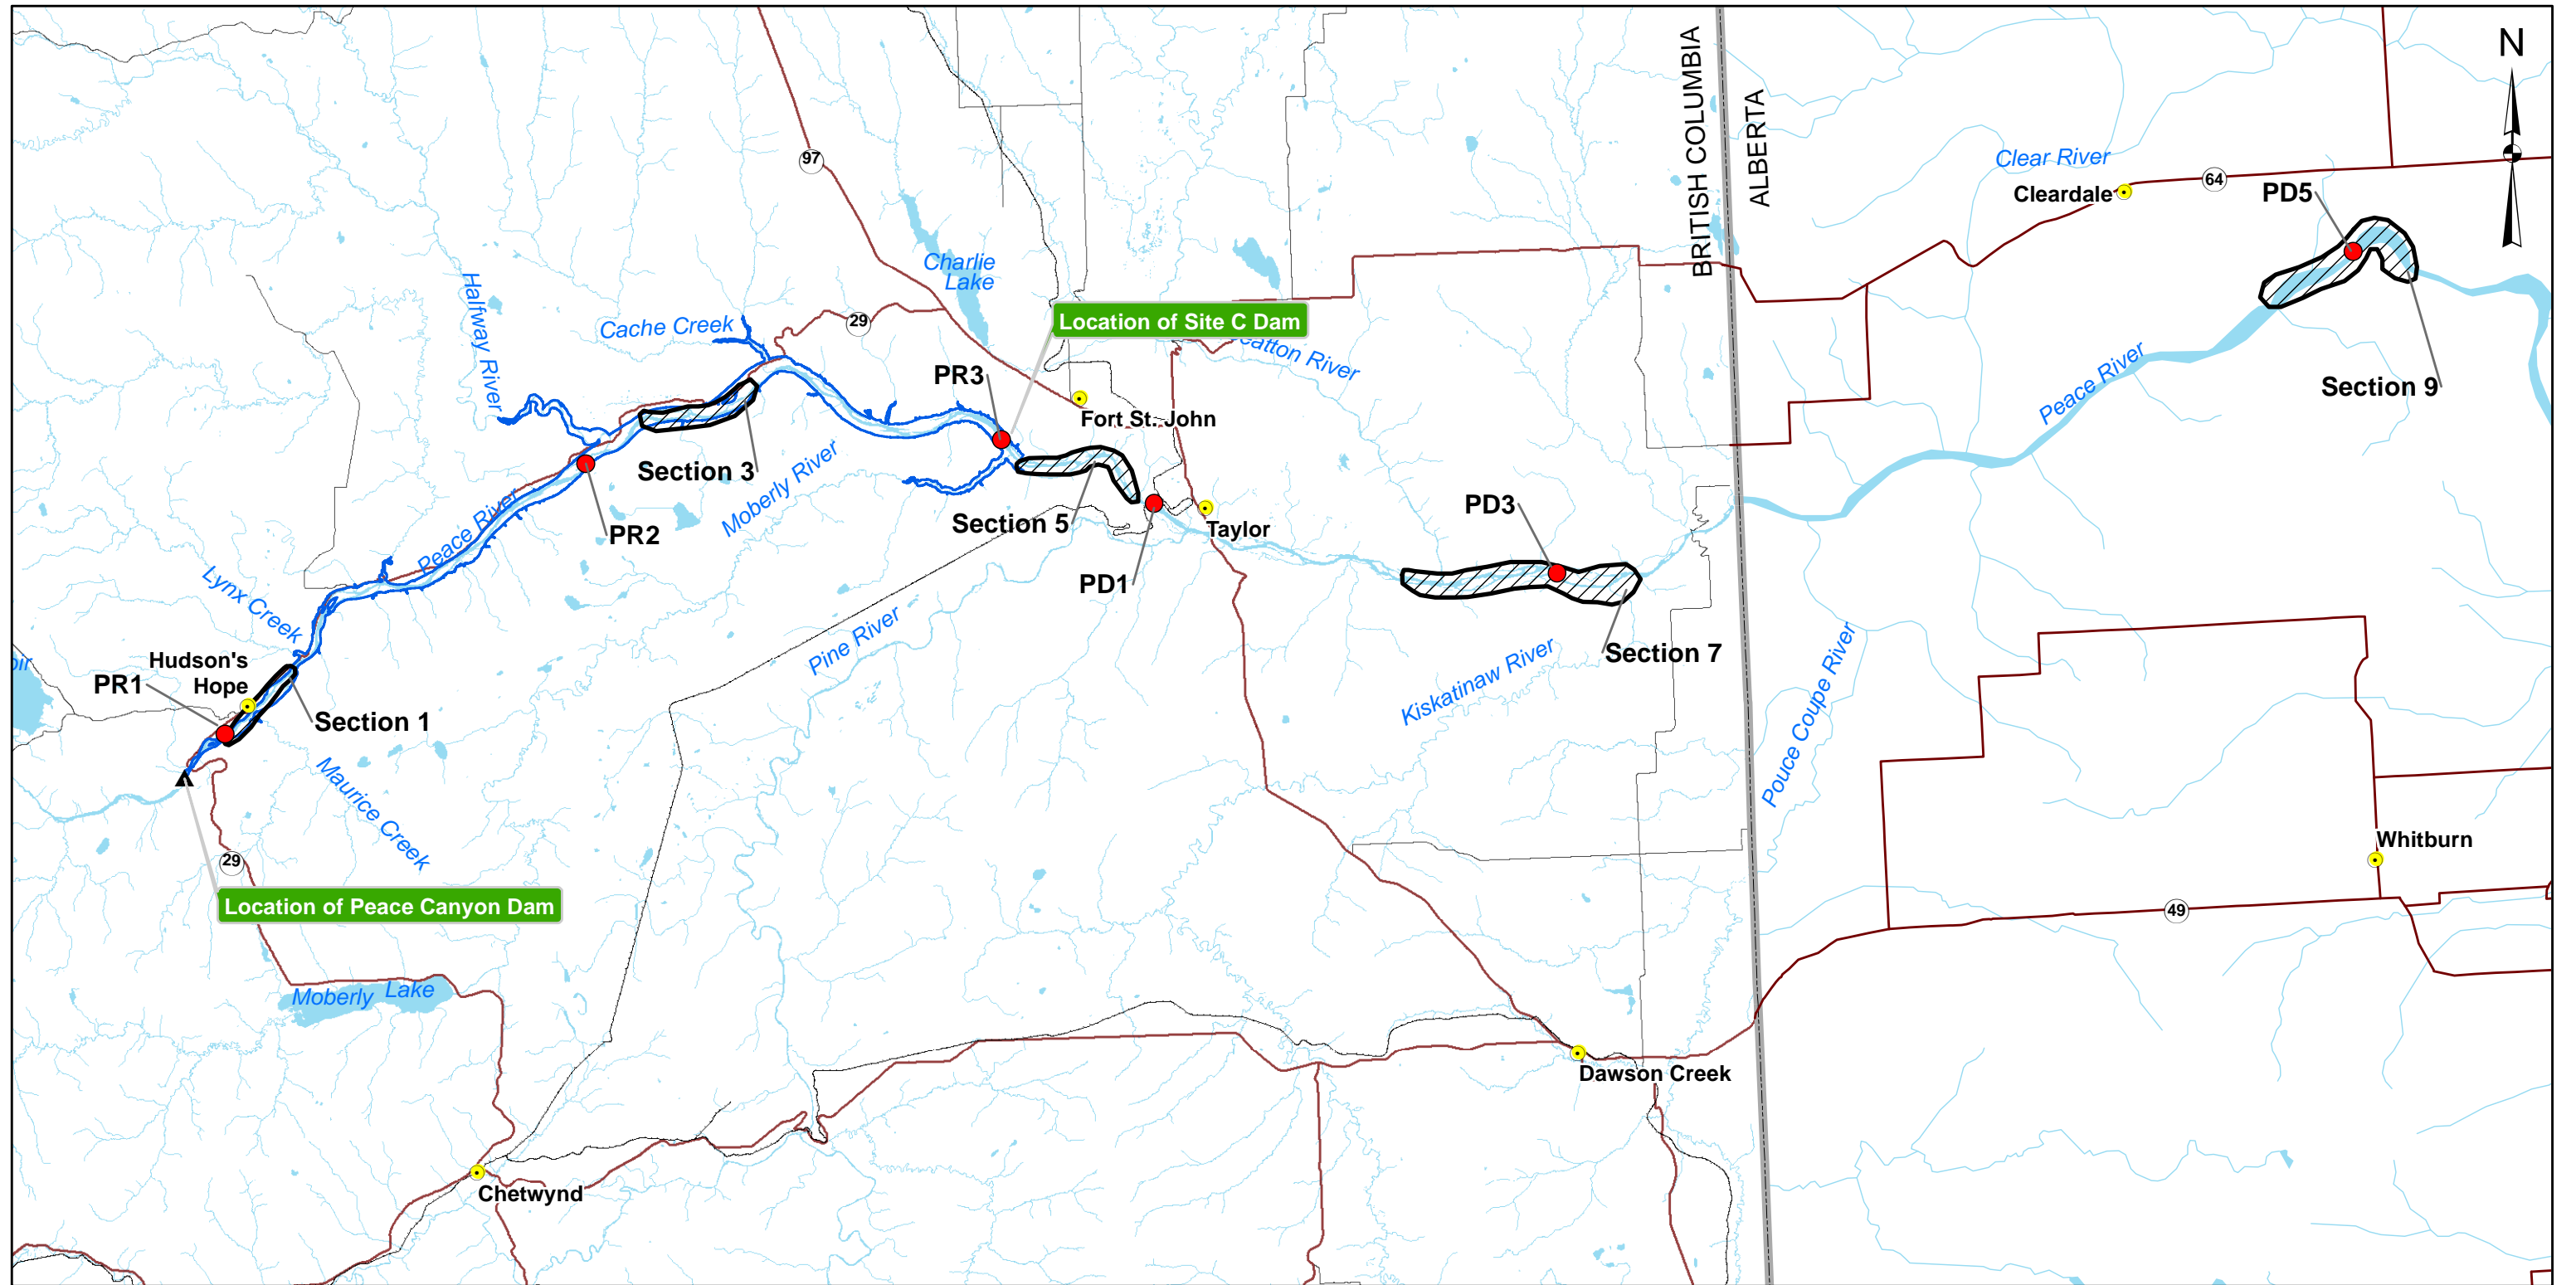 N
BRITISH COLUMBIA
ALBERTA
97
Clear River
Cleardale
64
PD5
Charlie
Lake
Halfway River
Cache Creek
29
Location of Site C Dam
River
PR3
Fort St. John
Peace River
Section 9
Section 3
Moberly River
Section 5
PD3
Taylor
PR2
Peace River
PD1
Lynx Creek
Pine River
Kiskatinaw River
Section 7
Pouce Coupe River
Hudson's
Hope
PR1
Section 1
Maurice Creek
29
Whitburn
Location of Peace Canyon Dam
49
Moberly Lake
Dawson Creek
Chetwynd